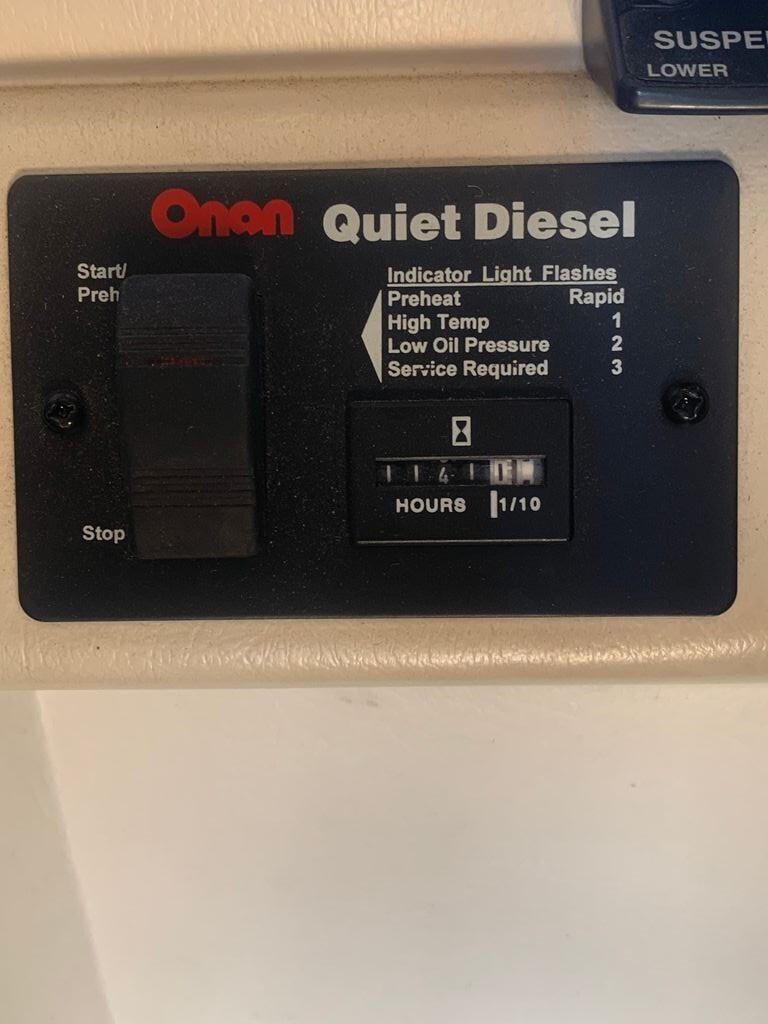 SUSPE
LOWER
Onan Quiet Diesel
Start/
Preh
Indicator Light Flashes
Preheat Rapid
High Temp 1
Low Oil Pressure 2
Service Required 3
HOURS 1/10
Stop